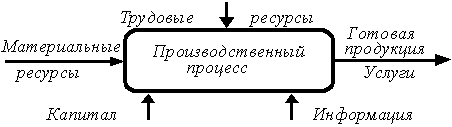 Трудовые ресурсы
Готовая
продукция
Материальные
ресурсы
Производственный
процесс
Услуги
Капитал
Информация